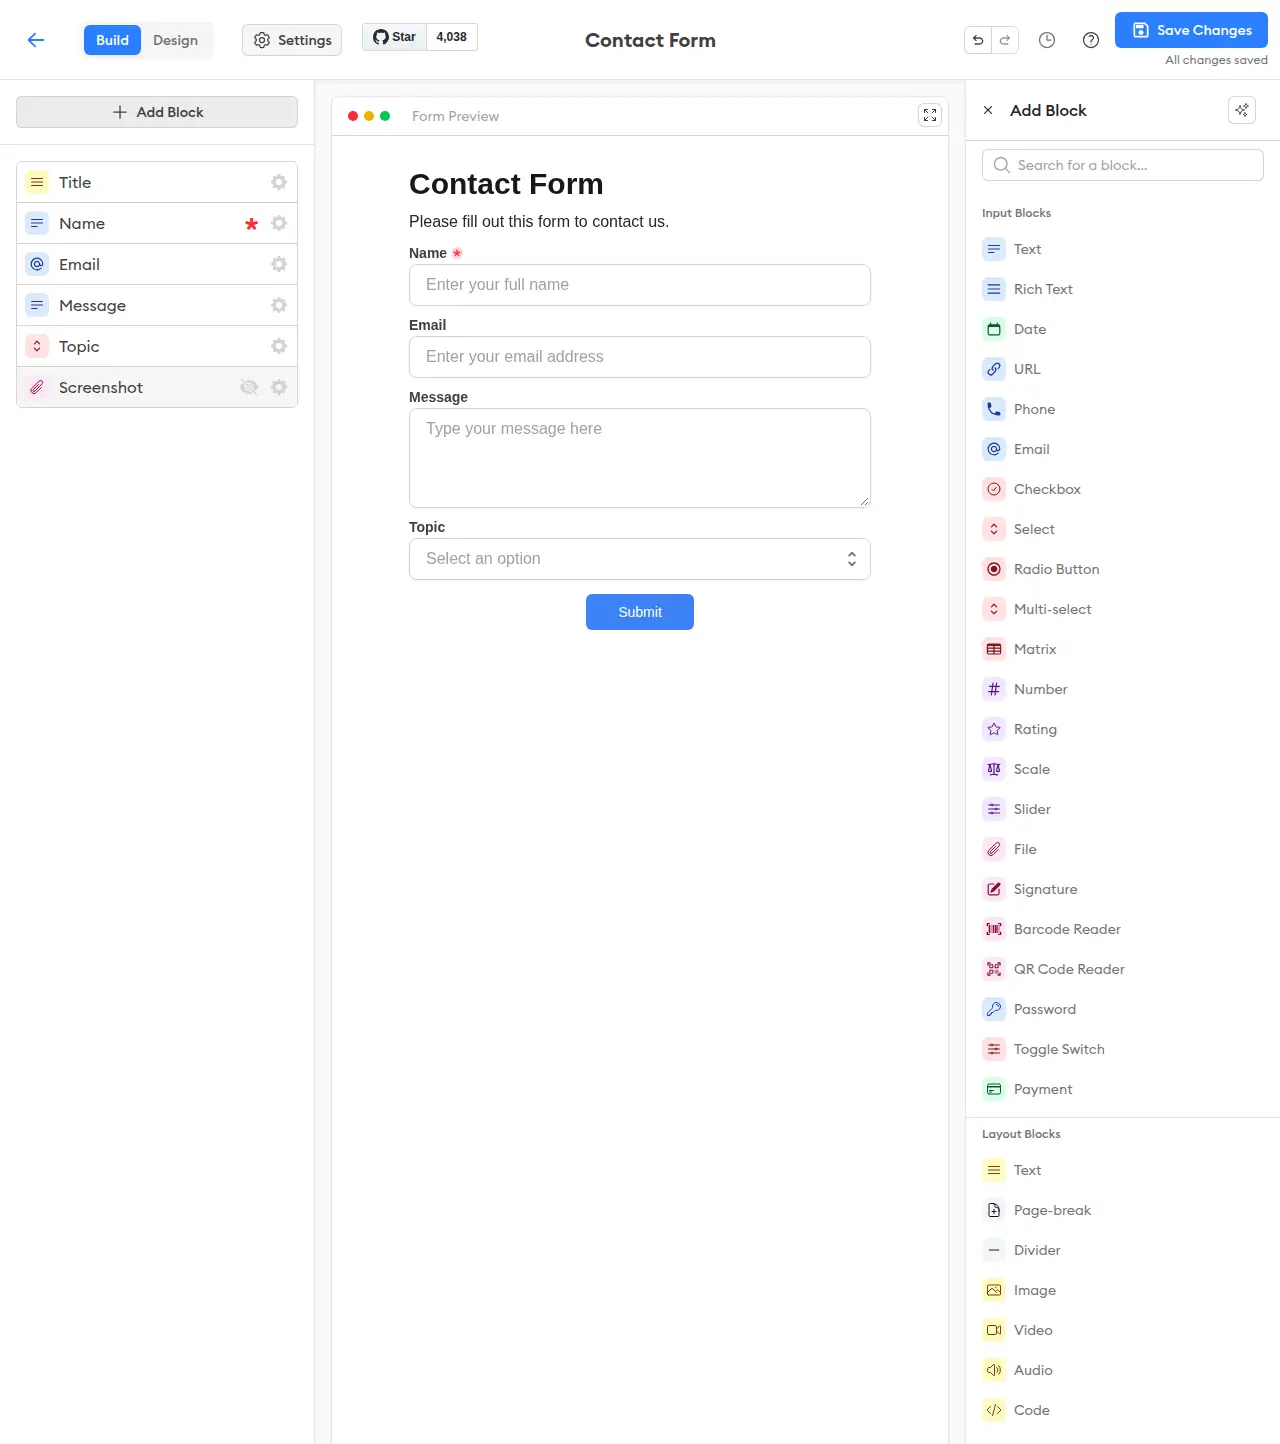 Build
Design
Settings
Star
4,038
Contact Form
Save Changes
All changes saved
Add Block
Title
Name *
Email
Message
Topic
Screenshot
Form Preview
Contact Form
Please fill out this form to contact us.
Name *
Enter your full name
Email
Enter your email address
Message
Type your message here
Topic
Select an option
Submit
Add Block
Search for a block...
Input Blocks
Text
Rich Text
Date
URL
Phone
Email
Checkbox
Select
Radio Button
Multi-select
Matrix
Number
Rating
Scale
Slider
File
Signature
Barcode Reader
QR Code Reader
Password
Toggle Switch
Payment
Layout Blocks
Text
Page-break
Divider
Image
Video
Audio
Code